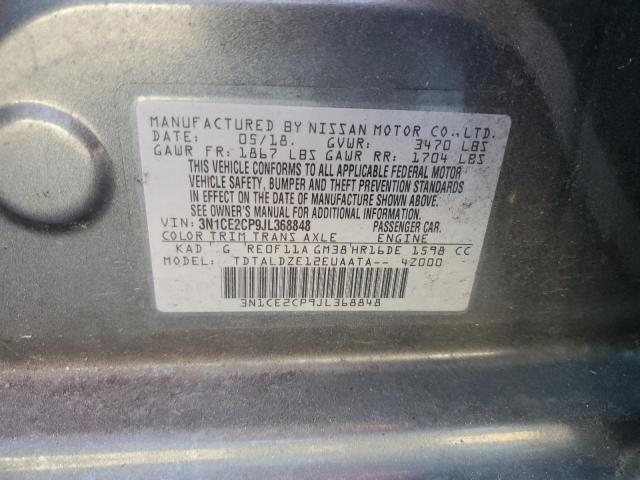 MANUFACTURED BY NISSAN MOTOR CO.,LTD.
DATE: 05/18. GVWR: 3470 LBS
GAWR FR: 1867 LBS GAWR RR: 1704 LBS
THIS VEHICLE CONFORMS TO ALL APPLICABLE FEDERAL MOTOR
VEHICLE SAFETY, BUMPER AND THEFT PREVENTION STANDARDS
IN EFFECT ON THE DATE OF MANUFACTURE SHOWN ABOVE.
SEE OWNER'S MANUAL FOR ADDITIONAL INFORMATION.
VIN: 3N1CE2CP9JL368848 PASSENGER CAR.
COLOR TRIM TRANS AXLE ENGINE
KAD G RE0F11A GM38 HR16DE 1598 CC
MODEL: TDTALDZE12EUAATA-- 4Z000
3N1CE2CP9JL368848